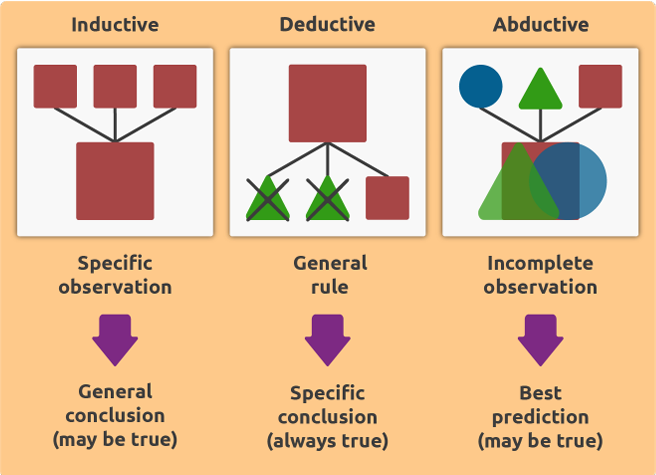 Inductive
Deductive
Abductive
Specific
observation
General
rule
Incomplete
observation
General
conclusion
(may be true)
Specific
conclusion
(always true)
Best
prediction
(may be true)